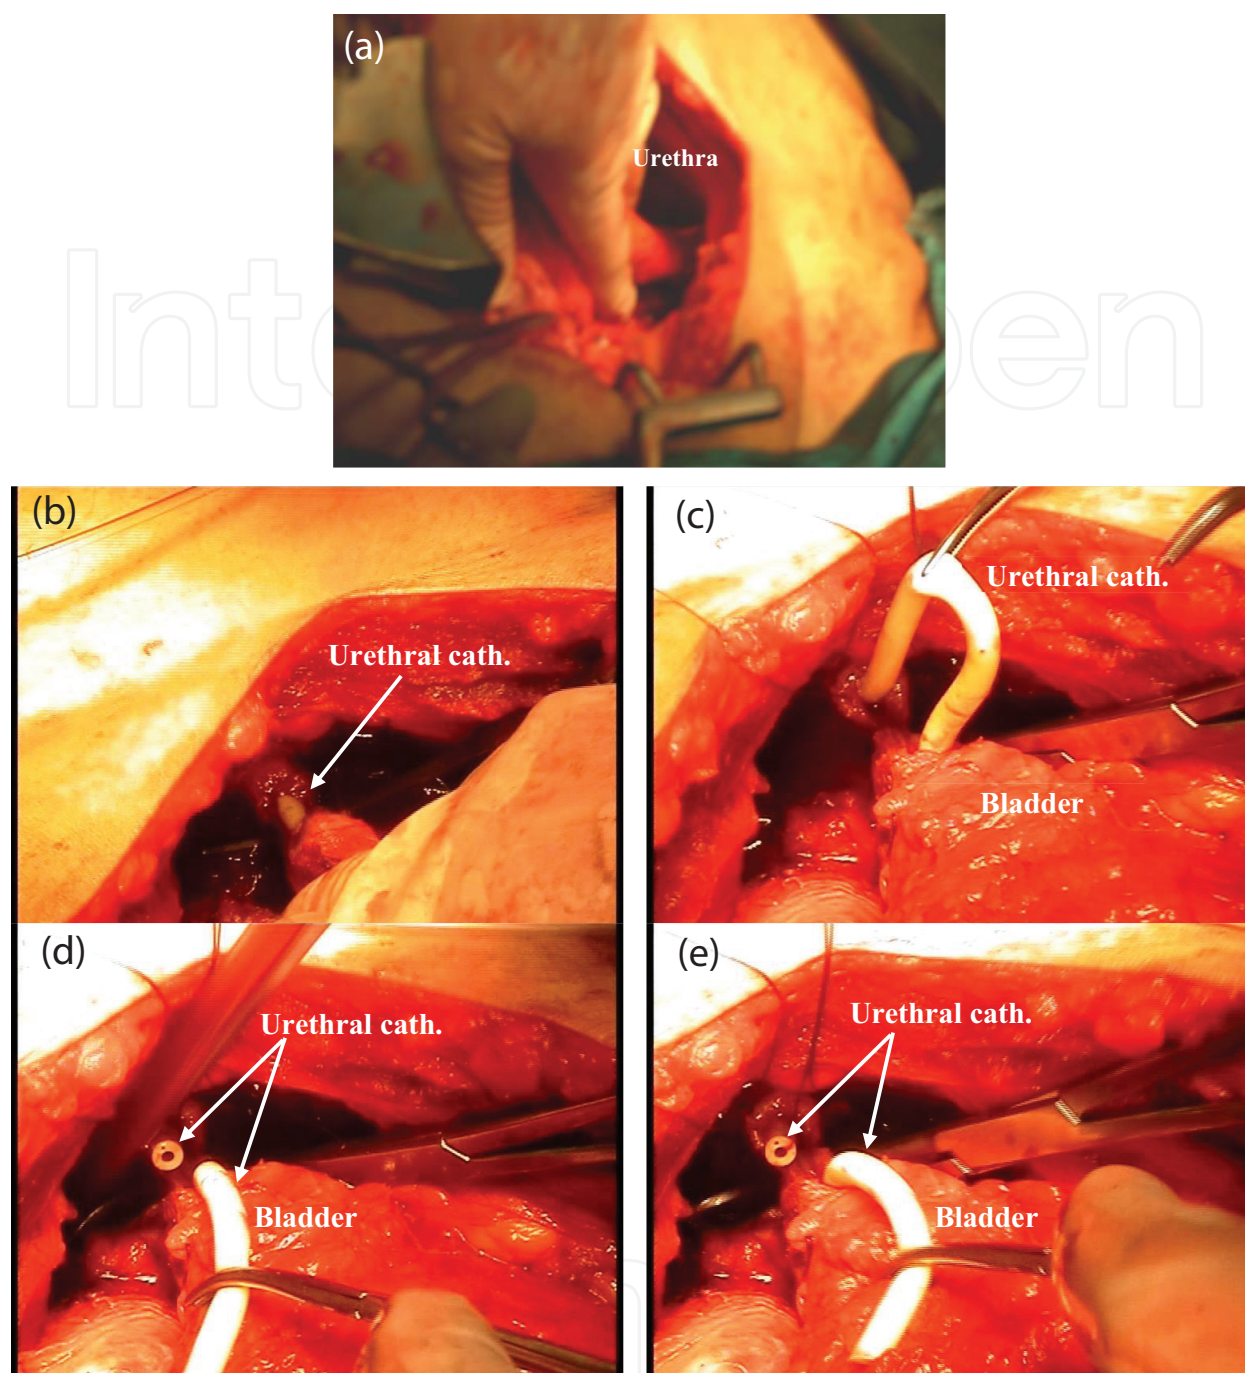 (a)
Urethra
(b)
Urethral cath.
(c)
Urethral cath.
Bladder
(d)
Urethral cath.
Bladder
(e)
Urethral cath.
Bladder